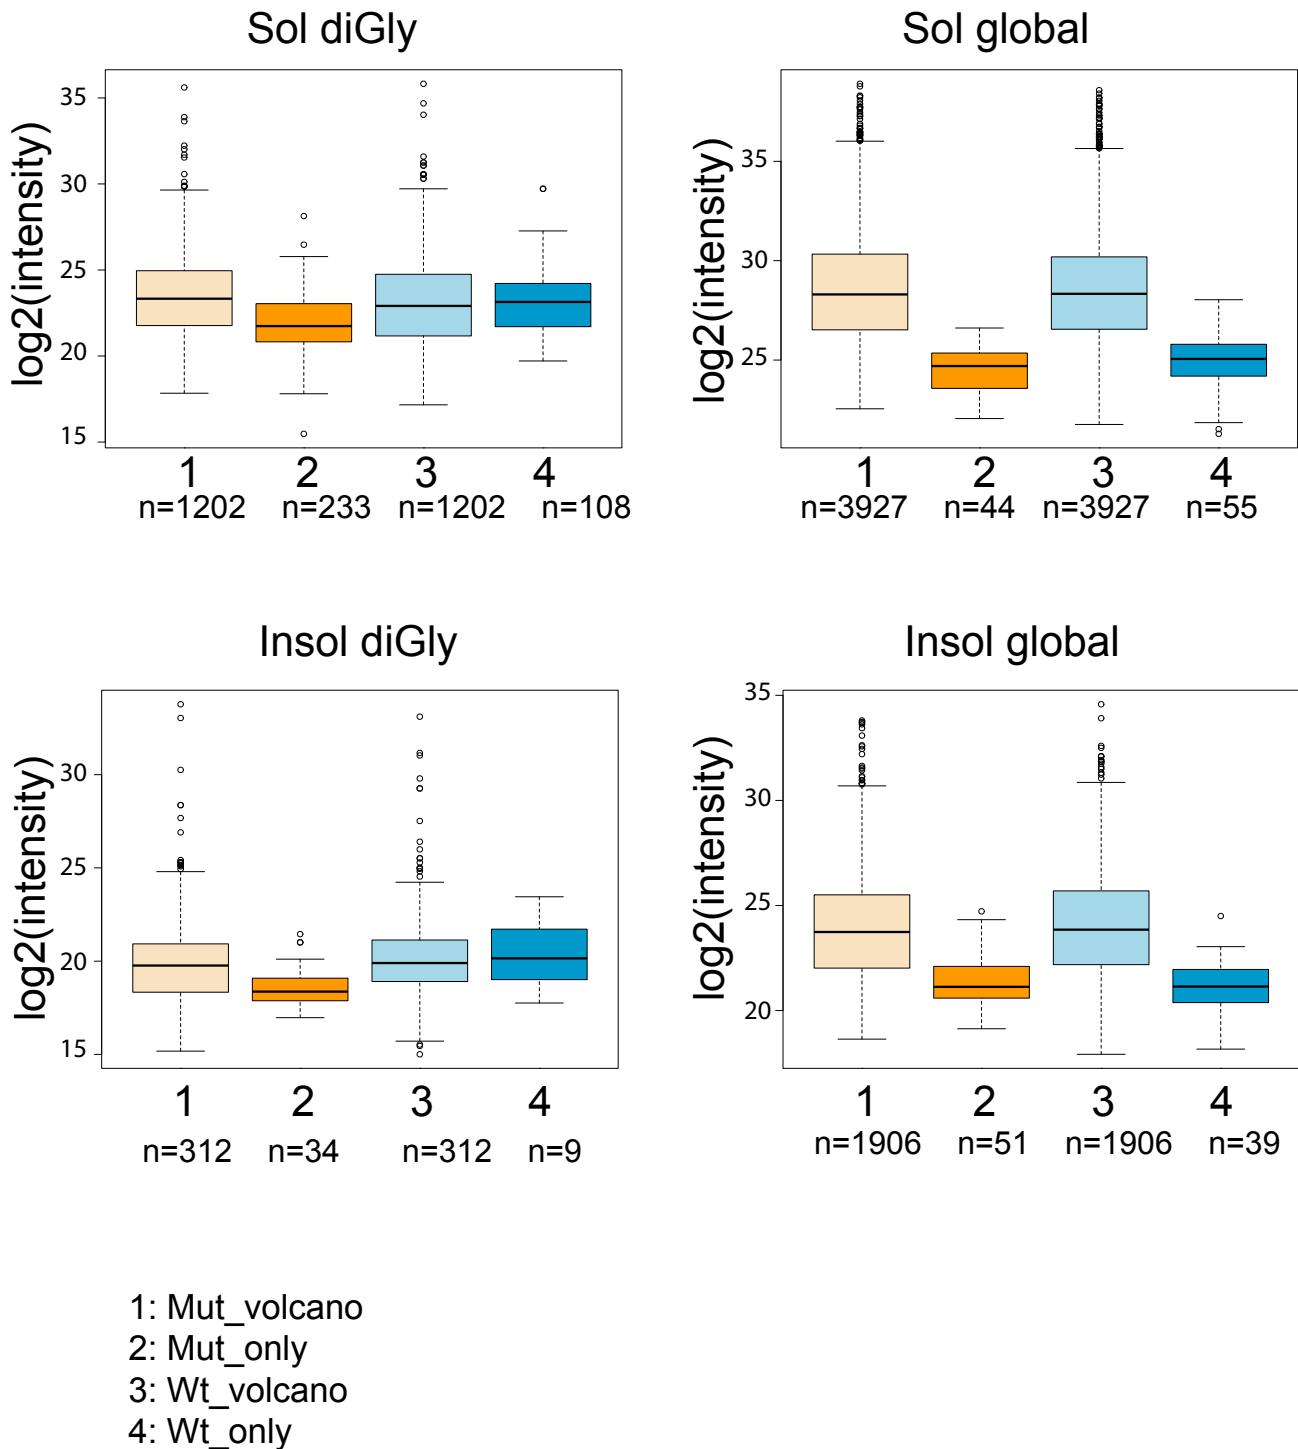 Sol diGly
Sol global
log2(intensity)
35
30
25
20
15
1 2 3 4
n=1202 n=233 n=1202 n=108
log2(intensity)
35
30
25
1 2 3 4
n=3927 n=44 n=3927 n=55
Insol diGly
Insol global
log2(intensity)
30
25
20
15
1 2 3 4
n=312 n=34 n=312 n=9
log2(intensity)
35
30
25
20
1 2 3 4
n=1906 n=51 n=1906 n=39
1: Mut_volcano
2: Mut_only
3: Wt_volcano
4: Wt_only